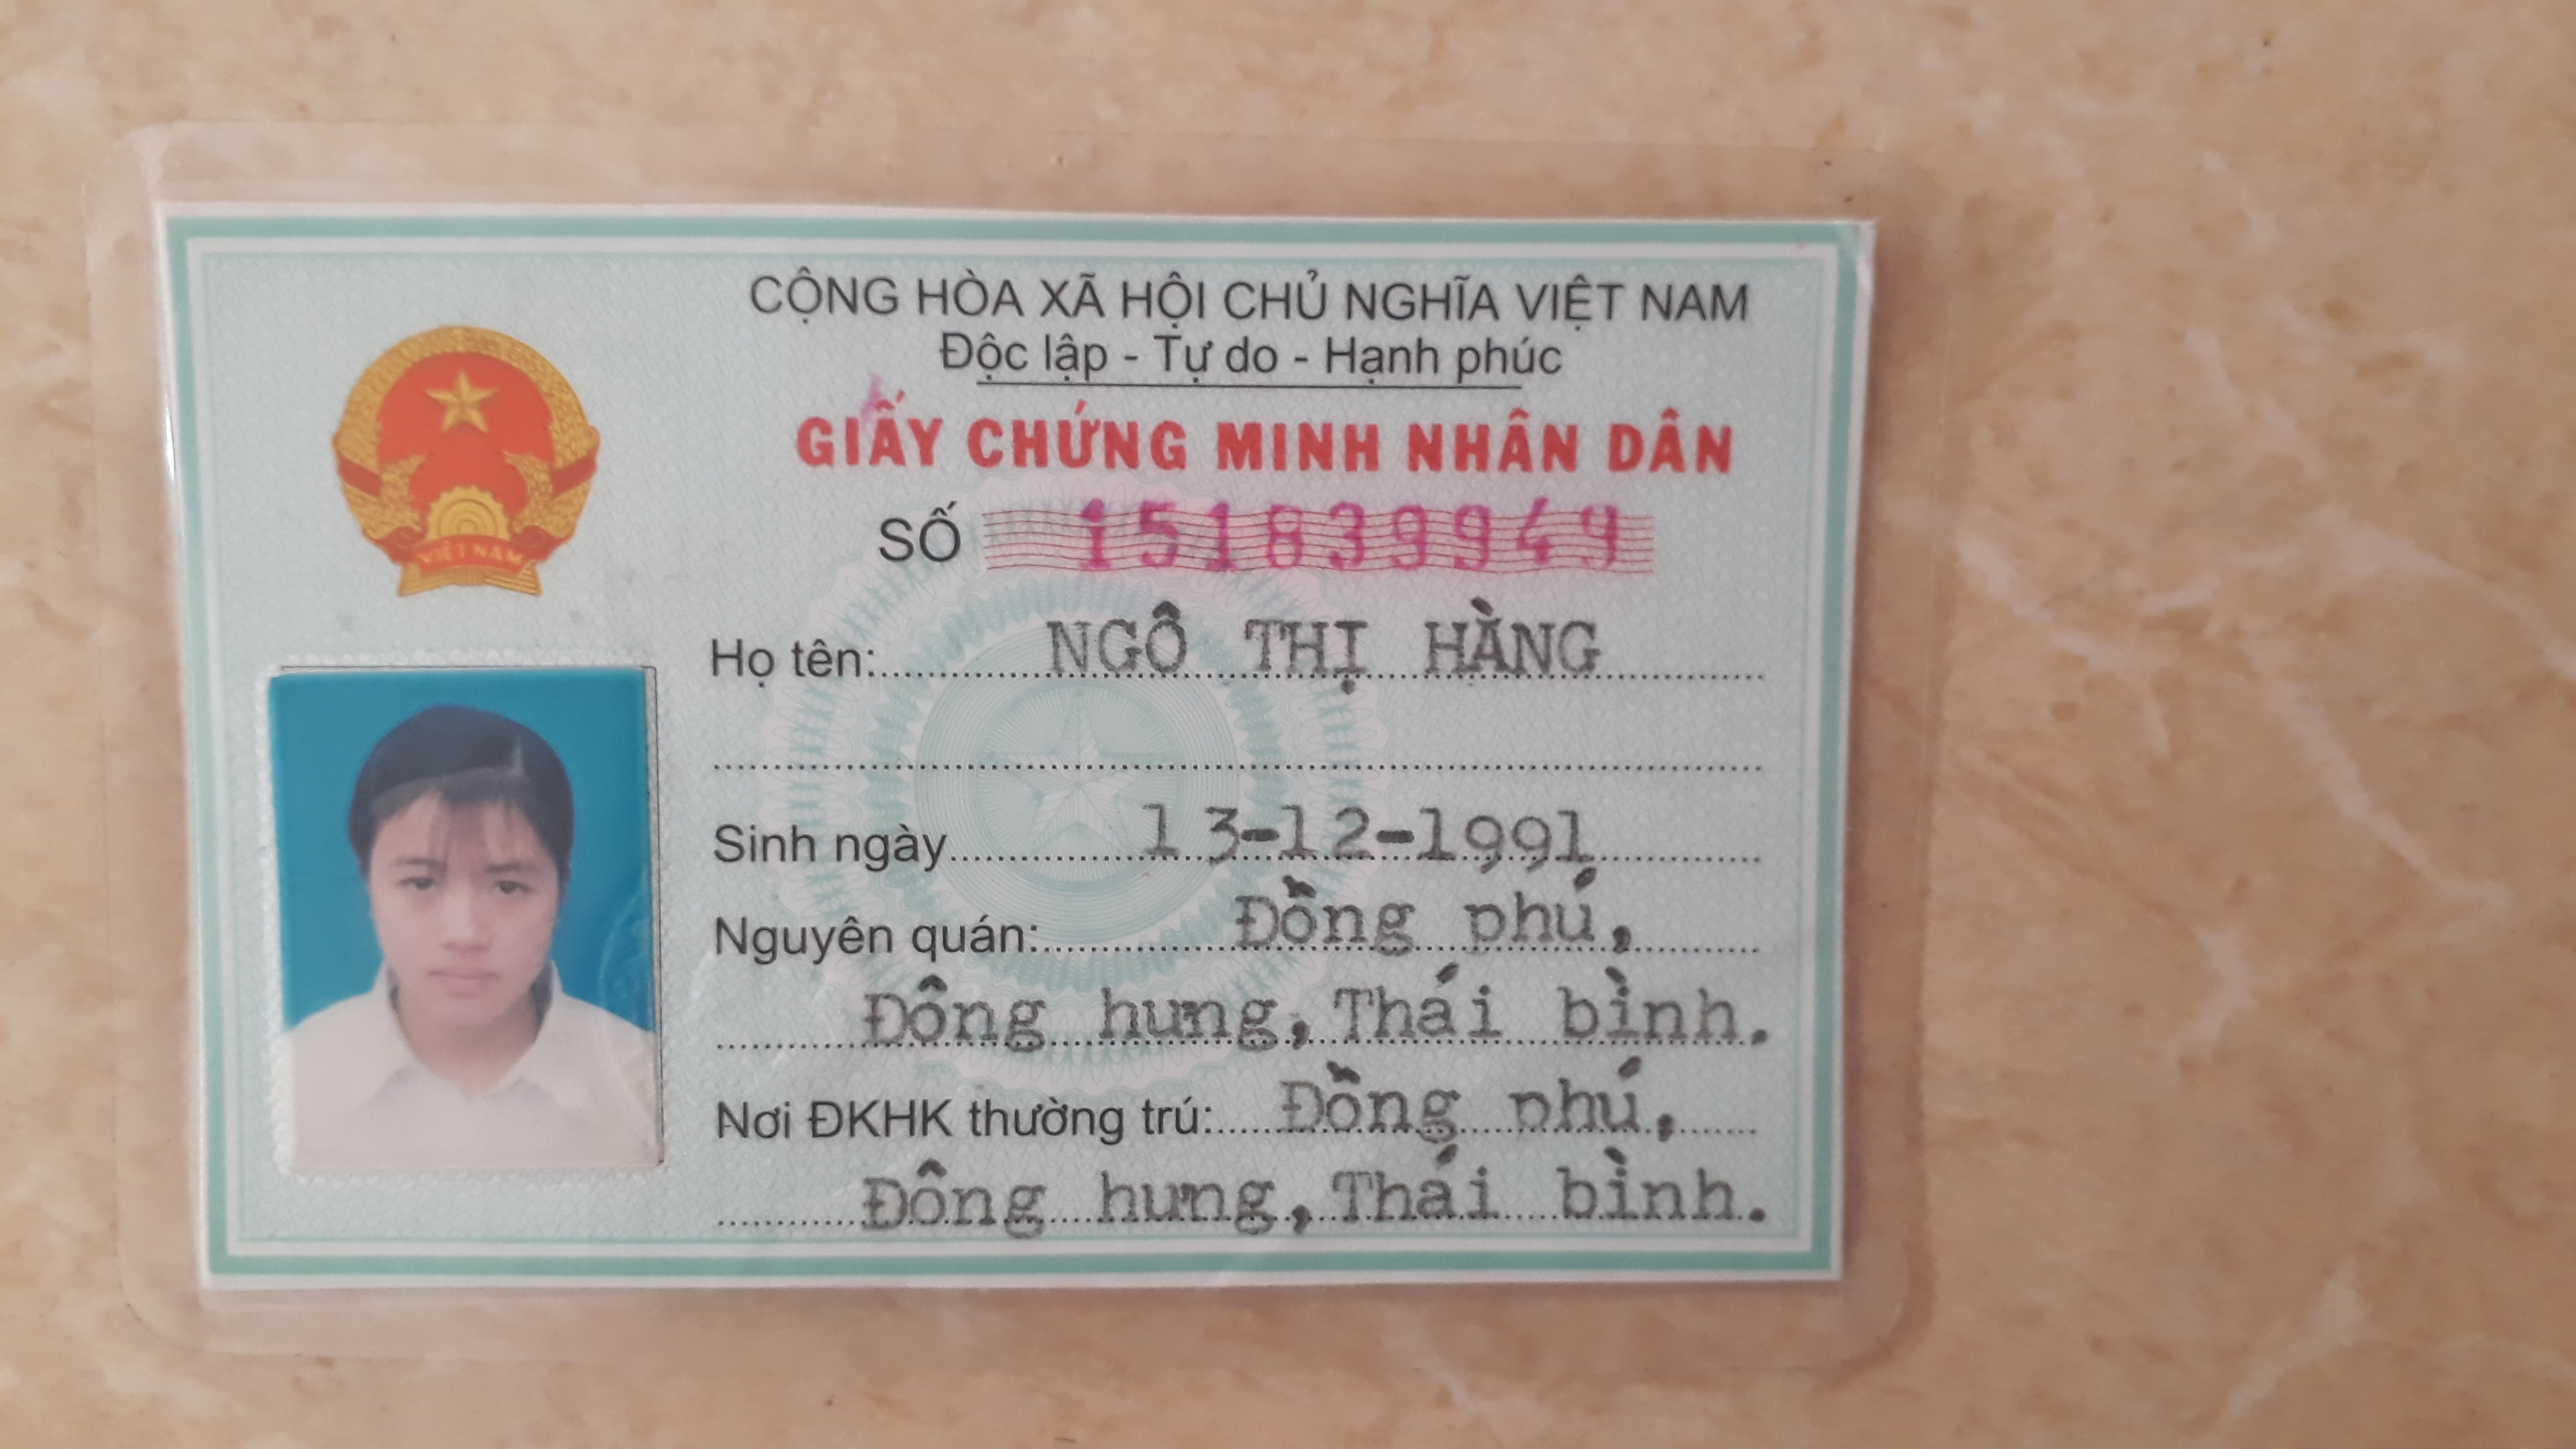 CỘNG HÒA XÃ HỘI CHỦ NGHĨA VIỆT NAM
Độc lập - Tự do - Hạnh phúc
GIẤY CHỨNG MINH NHÂN DÂN
SỐ 151839949
VIỆT NAM
Họ tên: NGÔ THỊ HẰNG
Sinh ngày 13-12-1991
Nguyên quán: Đồng phú,
Đông hưng, Thái bình.
Nơi ĐKHK thường trú: Đồng phú,
Đông hưng, Thái bình.